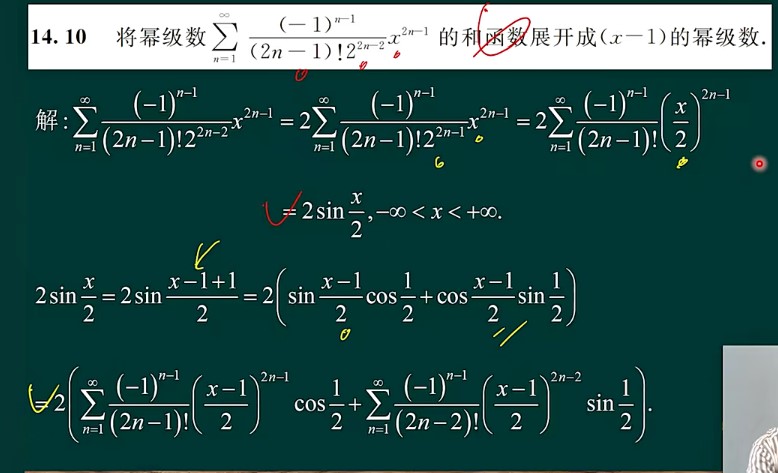 14.10 将幂级数 $\sum_{n=1}^{\infty} \frac{(-1)^{n-1}}{(2n-1)!2^{2n-2}} x^{2n-1}$ 的和函数展开成(x-1)的幂级数.
解: $\sum_{n=1}^{\infty} \frac{(-1)^{n-1}}{(2n-1)!2^{2n-2}} x^{2n-1} = 2\sum_{n=1}^{\infty} \frac{(-1)^{n-1}}{(2n-1)!2^{2n-1}} x^{2n-1} = 2\sum_{n=1}^{\infty} \frac{(-1)^{n-1}}{(2n-1)!} \left(\frac{x}{2}\right)^{2n-1}$
$= 2\sin\frac{x}{2}, -\infty < x < +\infty.$
$2\sin\frac{x}{2} = 2\sin\frac{x-1+1}{2} = 2\left(\sin\frac{x-1}{2}\cos\frac{1}{2} + \cos\frac{x-1}{2}\sin\frac{1}{2}\right)$
$= 2\left(\sum_{n=1}^{\infty} \frac{(-1)^{n-1}}{(2n-1)!} \left(\frac{x-1}{2}\right)^{2n-1} \cos\frac{1}{2} + \sum_{n=1}^{\infty} \frac{(-1)^{n-1}}{(2n-2)!} \left(\frac{x-1}{2}\right)^{2n-2} \sin\frac{1}{2}\right).$